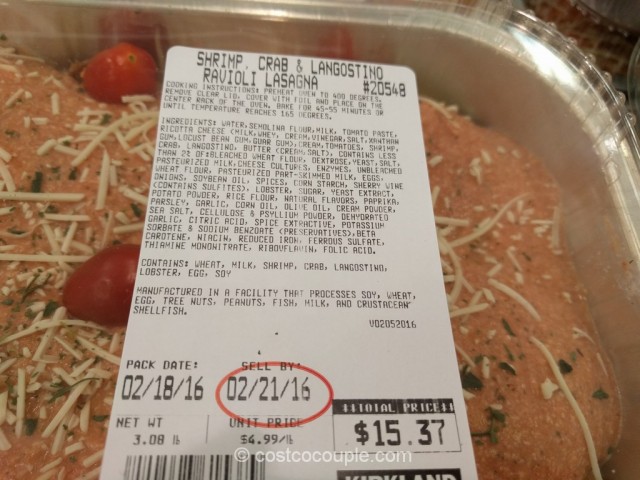 SHRIMP, CRAB & LANGOSTINO
RAVIOLI LASAGNA #20548
COOKING INSTRUCTIONS: PREHEAT OVEN TO 400 DEGREES.
REMOVE CLEAR LID. COVER WITH FOIL AND PLACE ON THE
CENTER RACK OF THE OVEN. BAKE FOR 45-55 MINUTES OR
UNTIL TEMPERATURE REACHES 165 DEGREES.
INGREDIENTS: WATER,SEMOLINA FLOUR,MILK, TOMATO PASTE,
RICOTTA CHEESE (MILK,WHEY, CREAM,VINEGAR,SALT,XANTHAN
GUM,LOCUST BEAN GUM,GUAR GUM),CREAM,TOMATOES, SHRIMP,
CRAB, LANGOSTINO, BUTTER (CREAM,SALT), CONTAINS LESS
THAN 2% OF:BLEACHED WHEAT FLOUR, DEXTROSE,YEAST,SALT,
PASTEURIZED MILK,CHEESE CULTURES, ENZYMES, UNBLEACHED
WHEAT FLOUR, PASTEURIZED PART-SKIMMED MILK, EGGS,
ONIONS, SOYBEAN OIL, SPICES, CORN STARCH, SHERRY WINE
(CONTAINS SULFITES), LOBSTER, SUGAR, YEAST EXTRACT,
POTATO POWDER, RICE FLOUR, NATURAL FLAVORS, PAPRIKA,
PARSLEY, GARLIC, CORN OIL, OLIVE OIL, CREAM POWDER,
SEA SALT, CELLULOSE & PSYLLIUM POWDER, DEHYDRATED
GARLIC, CITRIC ACID, SPICE EXTRACTIVE, POTASSIUM
SORBATE & SODIUM BENZOATE (PRESERVATIVES),BETA
CAROTENE, NIACIN, REDUCED IRON, FERROUS SULFATE,
THIAMINE MONONITRATE, RIBOFLAVIN, FOLIC ACID.
CONTAINS: WHEAT, MILK, SHRIMP, CRAB, LANGOSTINO,
LOBSTER, EGG, SOY
MANUFACTURED IN A FACILITY THAT PROCESSES SOY, WHEAT,
EGG, TREE NUTS, PEANUTS, FISH, MILK, AND CRUSTACEAN
SHELLFISH.
V02052016
PACK DATE: SELL BY:
02/18/16 02/21/16
NET WT UNIT PRICE **TOTAL PRICE**
3.08 lb $4.99/lb $15.37
© costcocouple.com
KIRKLAND